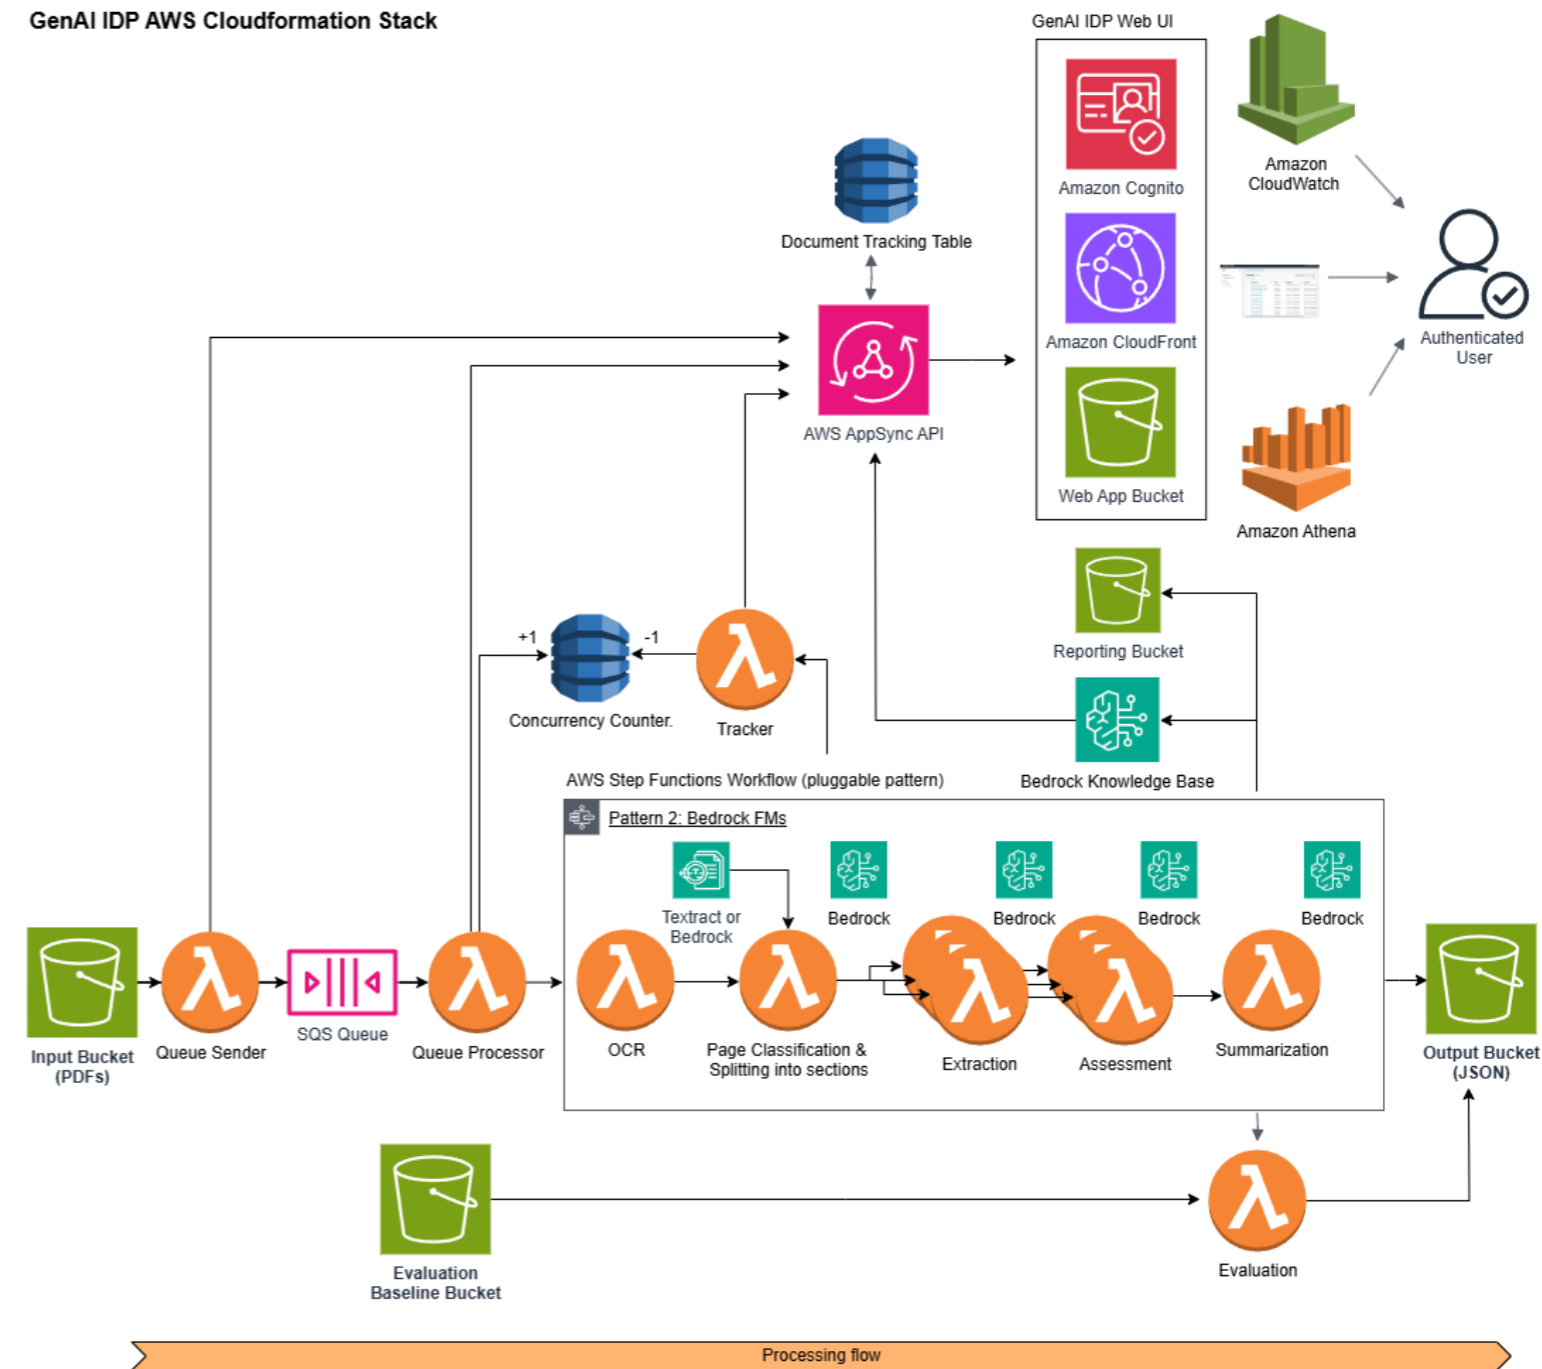 GenAI IDP AWS Cloudformation Stack
GenAI IDP Web UI
Amazon Cognito
Amazon
CloudWatch
Document Tracking Table
Amazon CloudFront
Authenticated
User
AWS AppSync API
Web App Bucket
Amazon Athena
+1
-1
Concurrency Counter.
Tracker
Reporting Bucket
Bedrock Knowledge Base
AWS Step Functions Workflow (pluggable pattern)
Pattern 2: Bedrock FMs
Textract or
Bedrock
Bedrock
Bedrock
Bedrock
Bedrock
Input Bucket
(PDFs)
Queue Sender
SQS Queue
Queue Processor
OCR
Page Classification &
Splitting into sections
Extraction
Assessment
Summarization
Output Bucket
(JSON)
Evaluation
Baseline Bucket
Evaluation
Processing flow